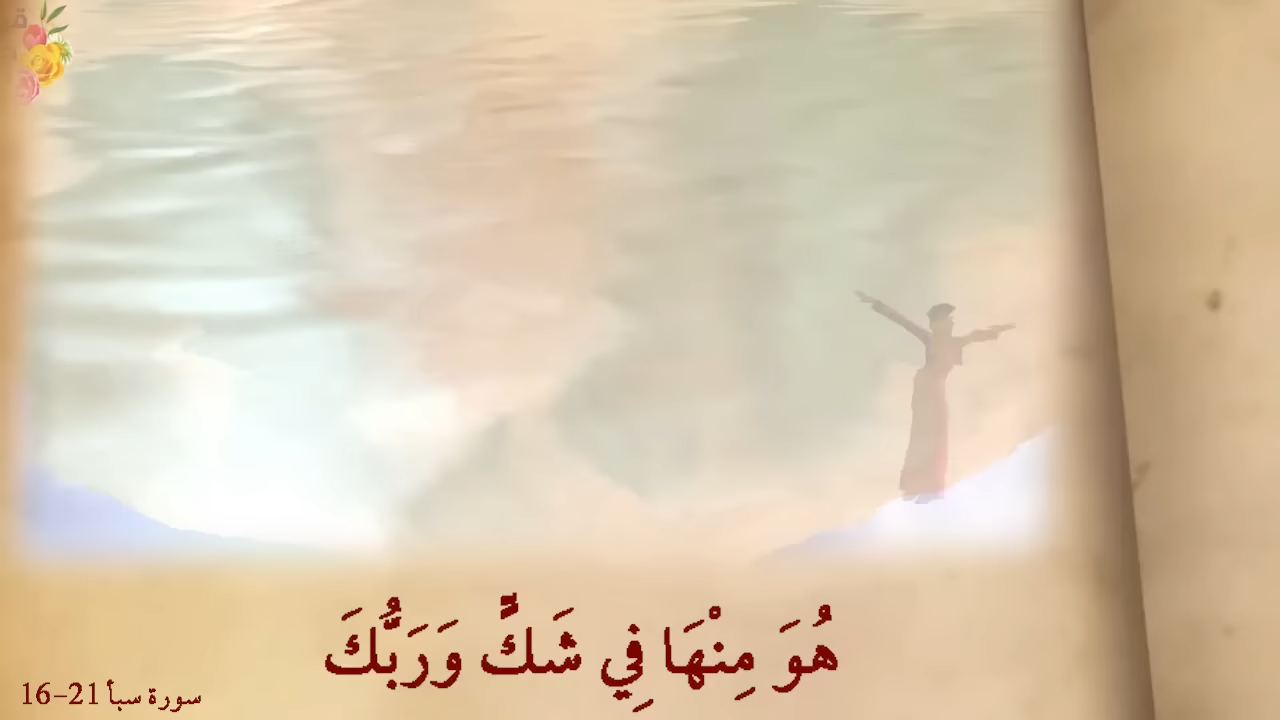 هُوَ مِنْهَا فِي شَكٍّ وَرَبُّكَ
سورة سبأ 21-16